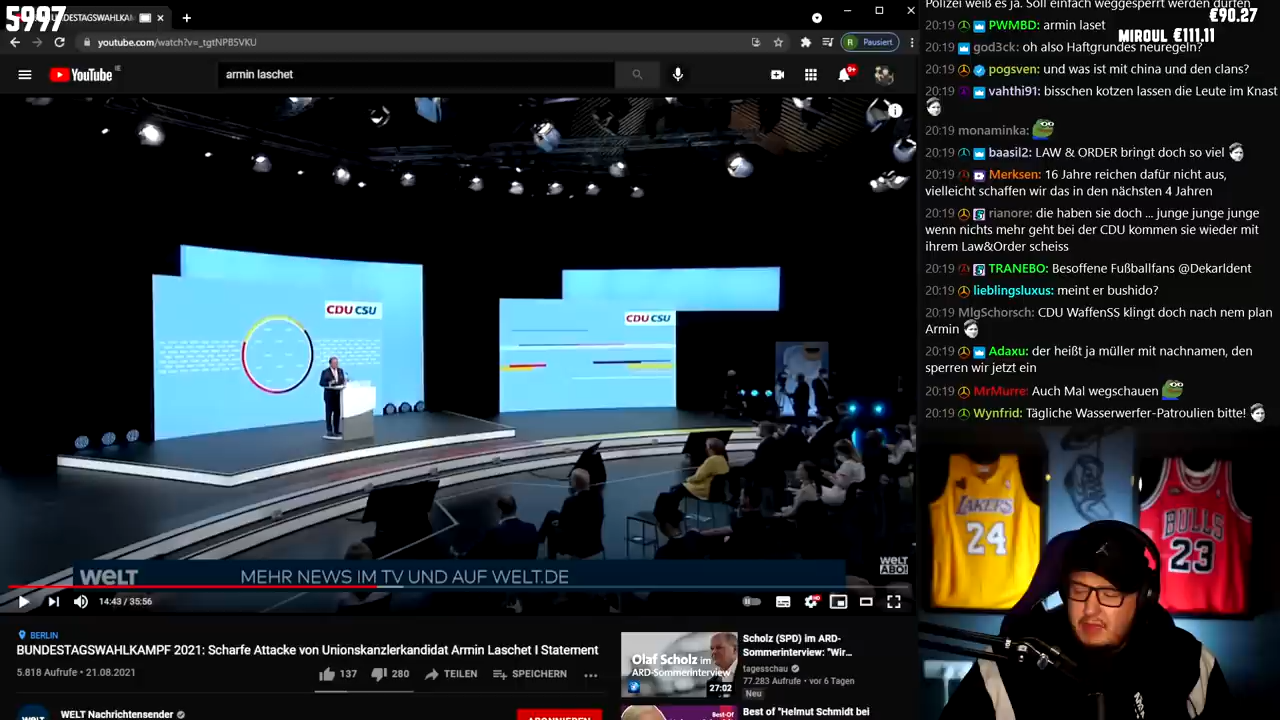 5997
BUNDESTAGSWAHLKAM
youtube.com/watch?v=_tgtNPBSVKU
R
Pausiert
YouTube
IE
armin laschet
9+
CDU CSU
CDU CSU
WELT
MEHR NEWS IM TV UND AUF WELT.DE
WELT
ABO!
14:43 / 35:56
HD
BERLIN
BUNDESTAGSWAHLKAMPF 2021: Scharfe Attacke von Unionskanzlerkandidat Armin Laschet I Statement
5.818 Aufrufe • 21.08.2021
137
280
TEILEN
SPEICHERN
WELT Nachrichtensender
ABONNIEREN
Olaf Scholz im
ARD-Sommerinterview
27:02
Scholz (SPD) im ARD-
Sommerinterview: "Wir...
tagesschau
77.283 Aufrufe • vor 6 Tagen
Neu
Best-Of
Best of "Helmut Schmidt bei
Polizei weiß es ja. Soll einfach weggesperrt werden dürfen
€90.27
20:19 PWMBD: armin laset
MIROUL €111.11
20:19 god3ck: oh also Haftgrundes neuregeln?
20:19 pogsven: und was ist mit china und den clans?
20:19 vahthi91: bisschen kotzen lassen die Leute im Knast
20:19 monaminka:
20:19 baasil2: LAW & ORDER bringt doch so viel
20:19 Merksen: 16 Jahre reichen dafür nicht aus,
vielleicht schaffen wir das in den nächsten 4 Jahren
20:19 rianore: die haben sie doch ... junge junge junge
wenn nichts mehr geht bei der CDU kommen sie wieder mit
ihrem Law&Order scheiss
20:19 TRANEBO: Besoffene Fußballfans @DekarIdent
20:19 lieblingsluxus: meint er bushido?
20:19 MlgSchorsch: CDU WaffenSS klingt doch nach nem plan
Armin
20:19 Adaxu: der heißt ja müller mit nachnamen, den
sperren wir jetzt ein
20:19 MrMurre: Auch Mal wegschauen
20:19 Wynfrid: Tägliche Wasserwerfer-Patroulien bitte!
LAKERS
24
BULLS
23